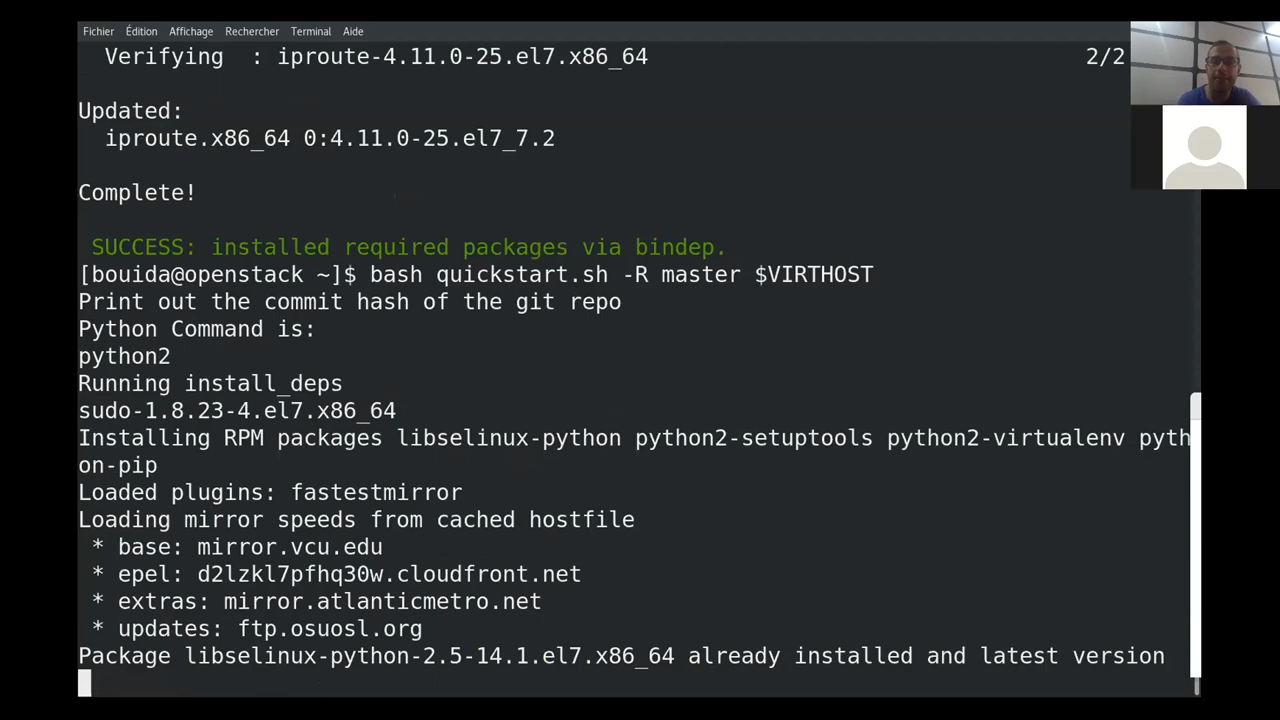 Fichier Édition Affichage Rechercher Terminal Aide
Verifying : iproute-4.11.0-25.el7.x86_64 2/2
Updated:
iproute.x86_64 0:4.11.0-25.el7_7.2
Complete!
SUCCESS: installed required packages via bindep.
[bouida@openstack ~]$ bash quickstart.sh -R master $VIRTHOST
Print out the commit hash of the git repo
Python Command is:
python2
Running install_deps
sudo-1.8.23-4.el7.x86_64
Installing RPM packages libselinux-python python2-setuptools python2-virtualenv pyth
on-pip
Loaded plugins: fastestmirror
Loading mirror speeds from cached hostfile
* base: mirror.vcu.edu
* epel: d2lzkl7pfhq30w.cloudfront.net
* extras: mirror.atlanticmetro.net
* updates: ftp.osuosl.org
Package libselinux-python-2.5-14.1.el7.x86_64 already installed and latest version